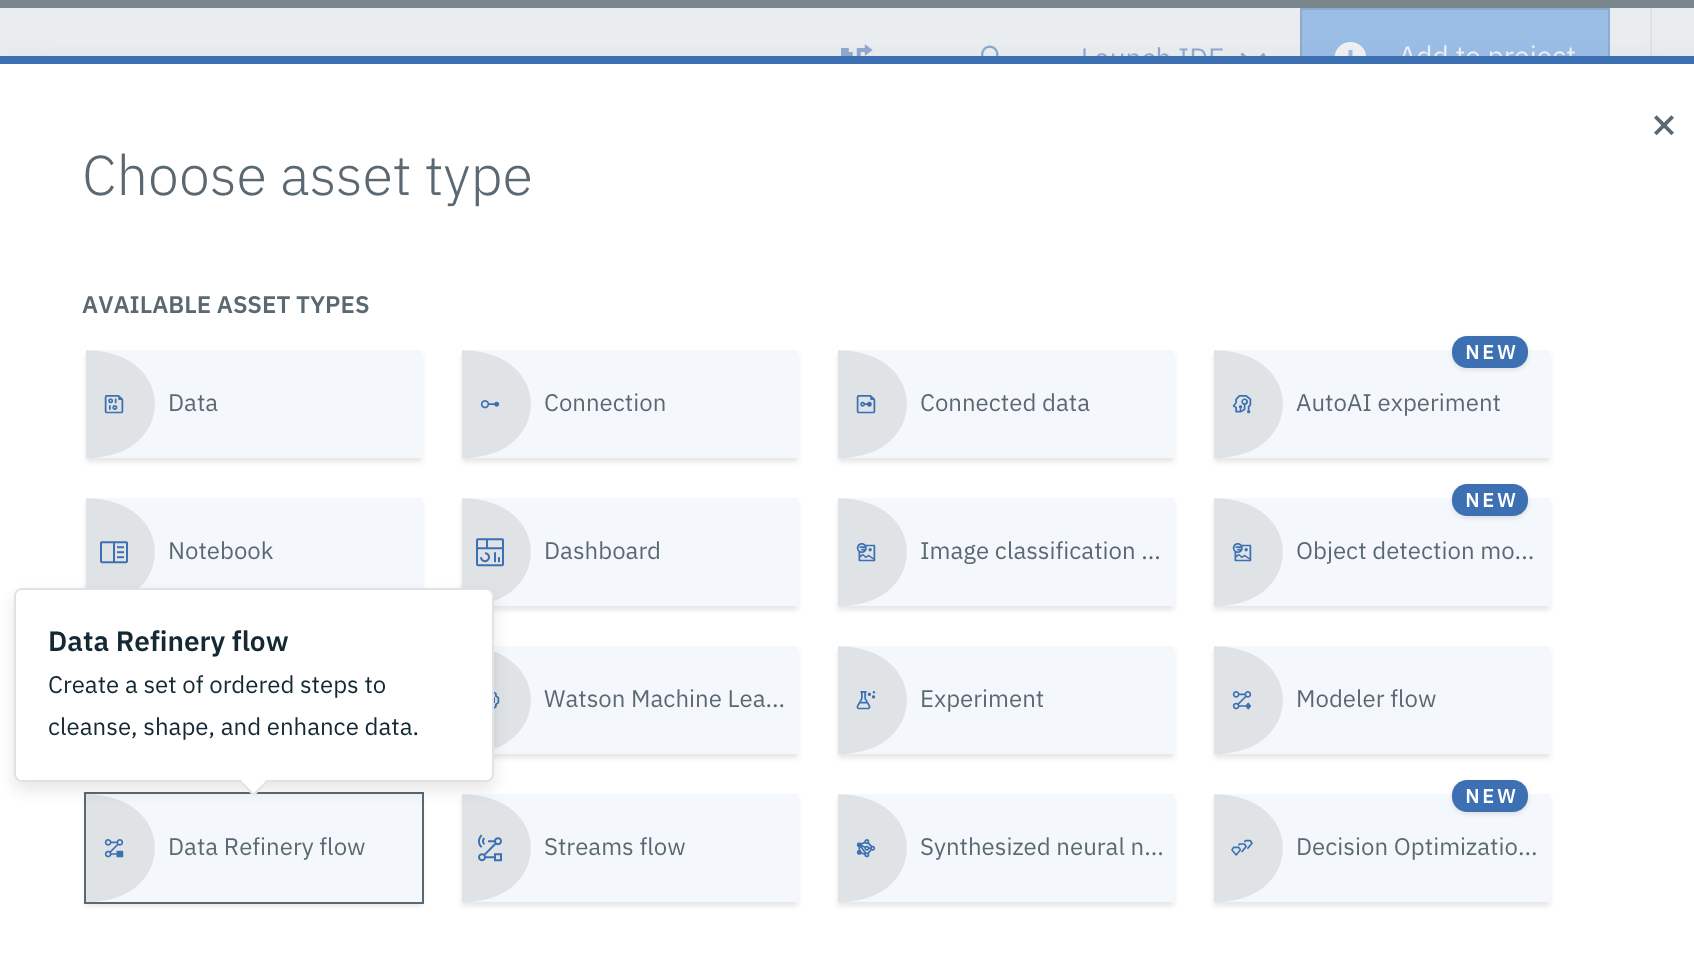 Launch IDE
Add to project
Choose asset type
AVAILABLE ASSET TYPES
Data
Connection
Connected data
NEW
AutoAI experiment
Notebook
Dashboard
Image classification ...
NEW
Object detection mo...
Data Refinery flow
Create a set of ordered steps to
cleanse, shape, and enhance data.
Watson Machine Lea...
Experiment
Modeler flow
Data Refinery flow
Streams flow
Synthesized neural n...
NEW
Decision Optimizatio...